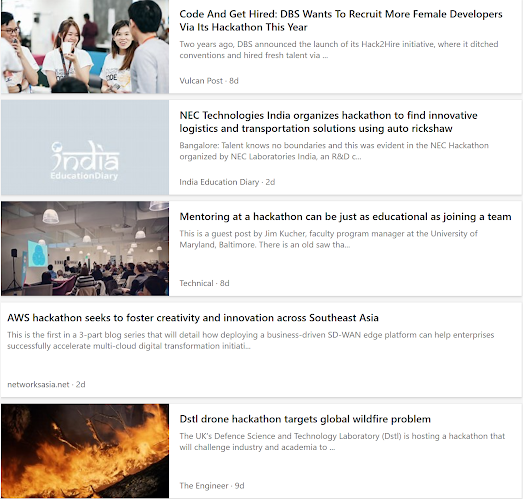 Code And Get Hired: DBS Wants To Recruit More Female Developers
Via Its Hackathon This Year
Two years ago, DBS announced the launch of its Hack2Hire initiative, where it ditched
conventions and hired fresh talent via ...
Vulcan Post · 8d
CODE
india
EducationDiary
NEC Technologies India organizes hackathon to find innovative
logistics and transportation solutions using auto rickshaw
Bangalore: Talent knows no boundaries and this was evident in the NEC Hackathon
organized by NEC Laboratories India, an R&D c...
India Education Diary · 2d
Mentoring at a hackathon can be just as educational as joining a team
This is a guest post by Jim Kucher, faculty program manager at the University of
Maryland, Baltimore. There is an old saw tha...
Technical · 8d
AWS hackathon seeks to foster creativity and innovation across Southeast Asia
This is the first in a 3-part blog series that will detail how deploying a business-driven SD-WAN edge platform can help enterprises
successfully accelerate multi-cloud digital transformation initiati...
networksasia.net · 2d
Dstl drone hackathon targets global wildfire problem
The UK's Defence Science and Technology Laboratory (Dstl) is hosting a hackathon that
will challenge industry and academia to ...
The Engineer · 9d